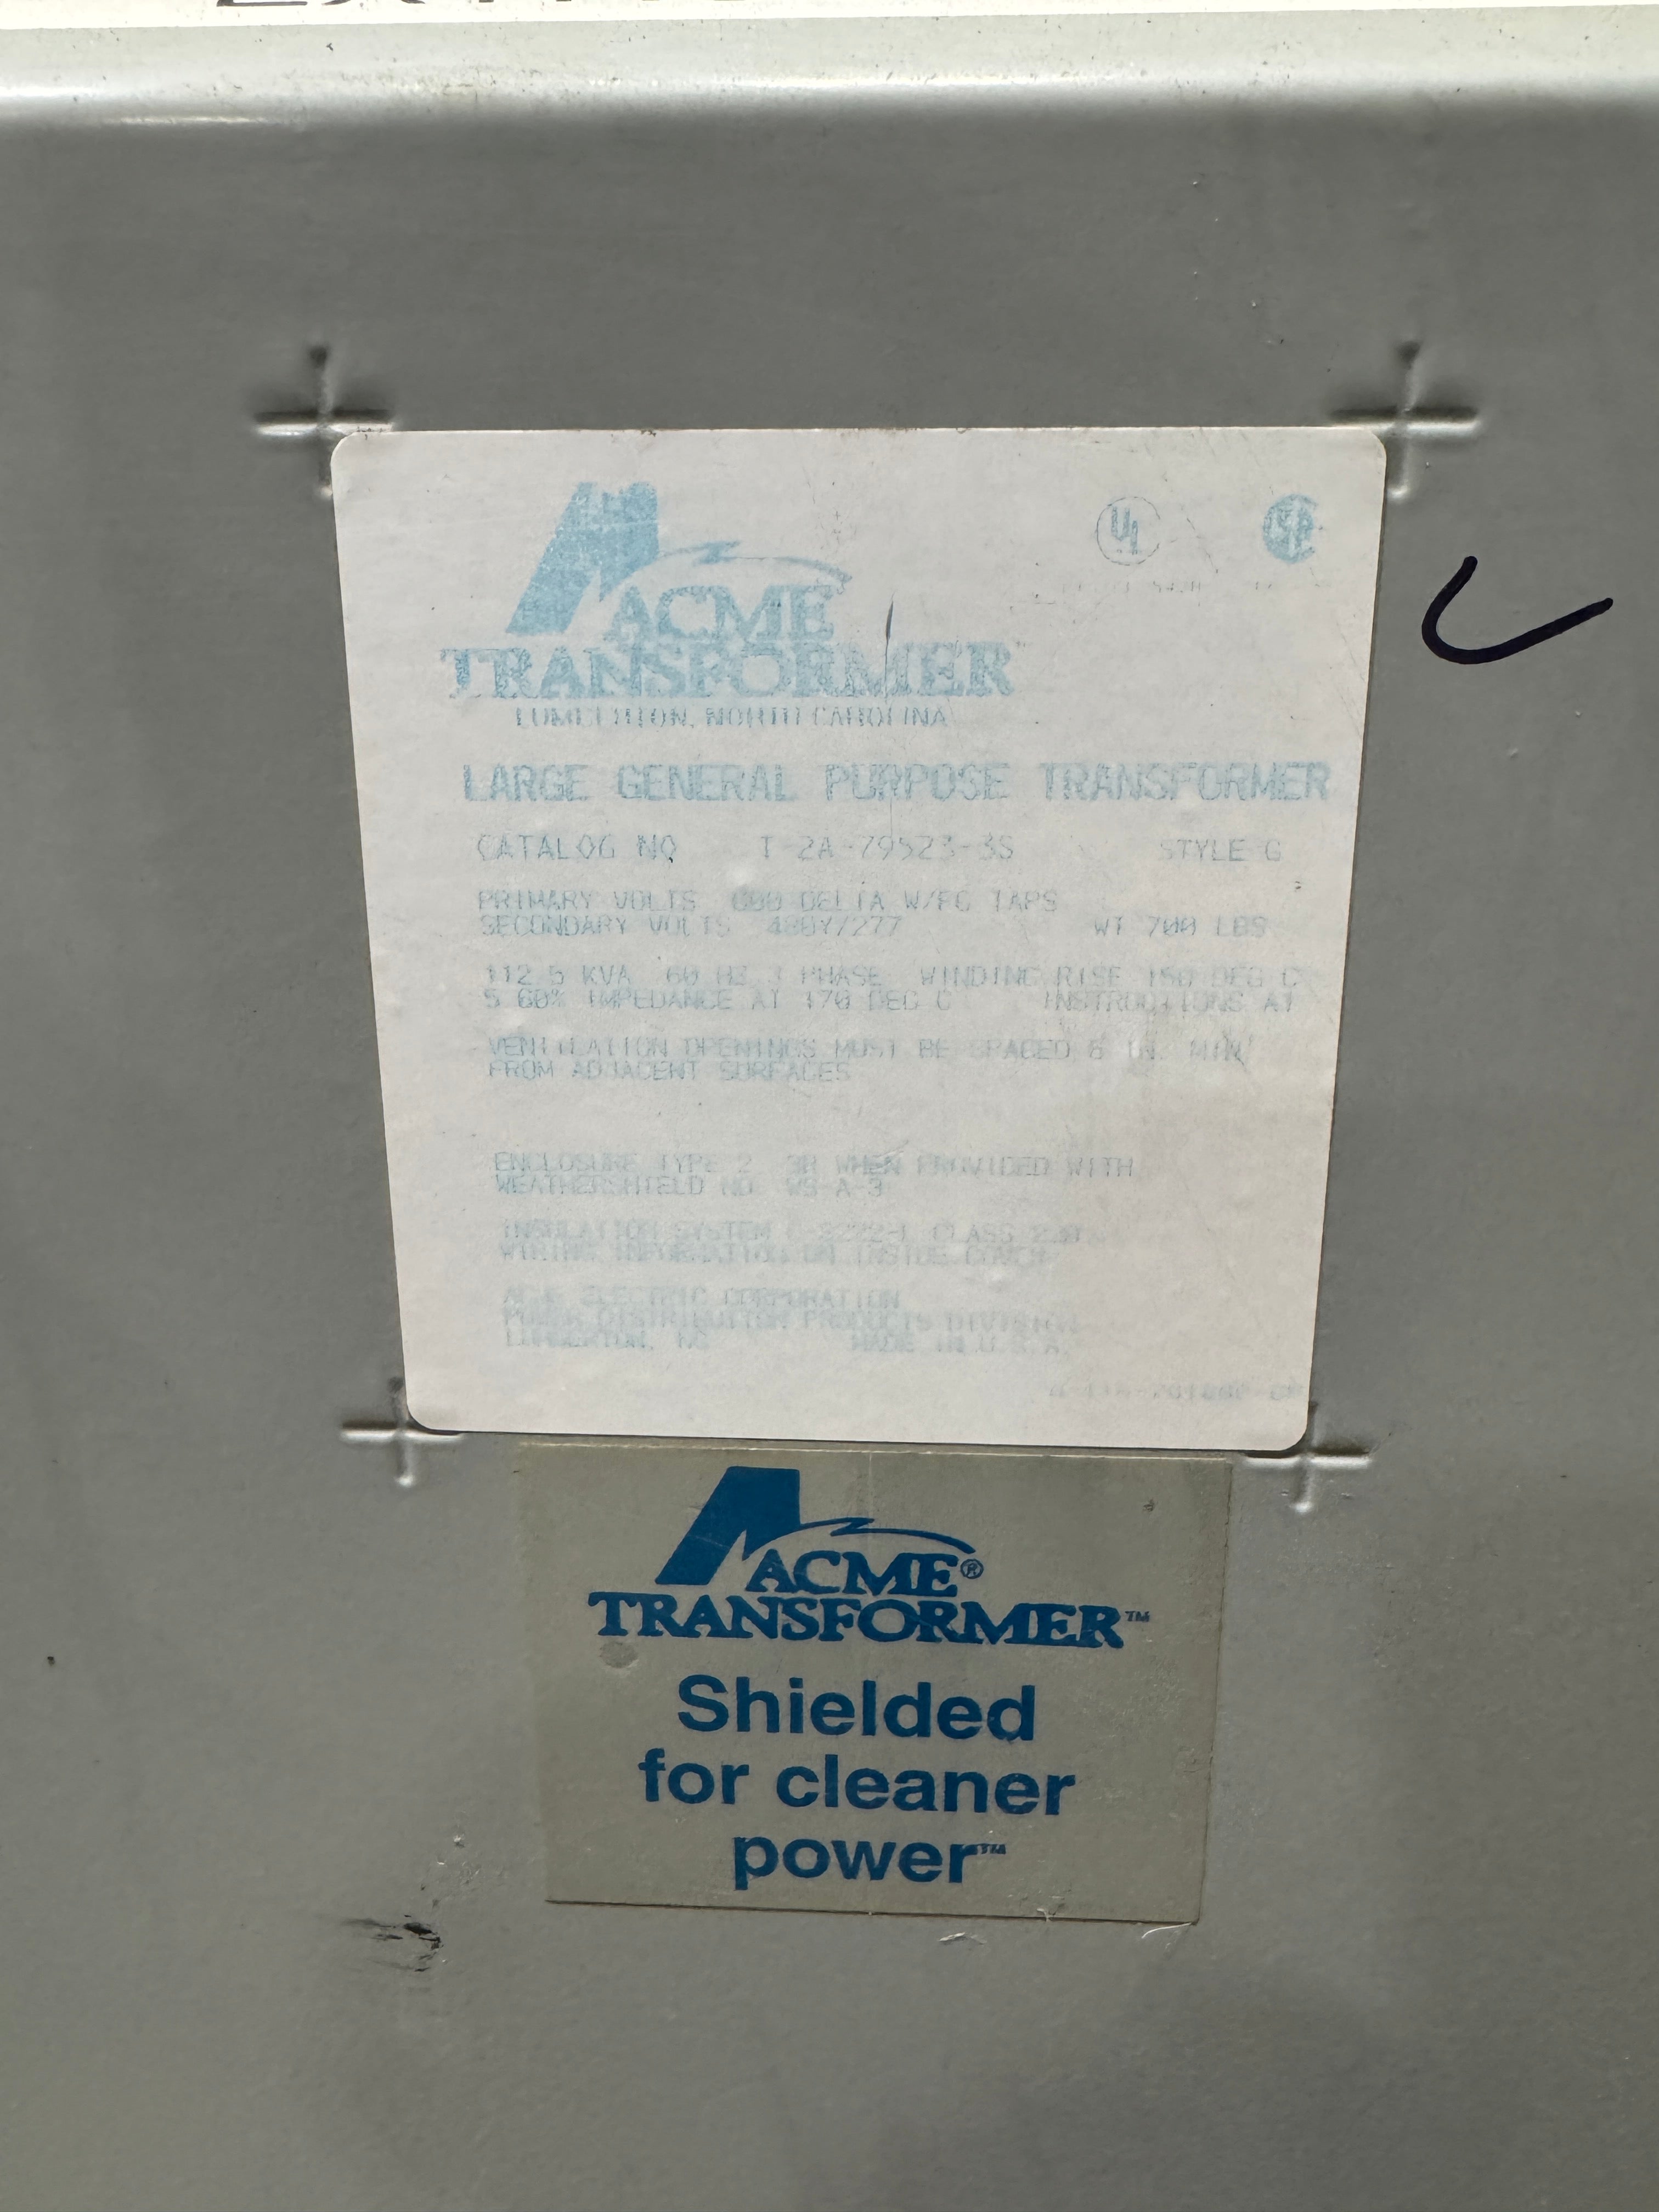 ACME
TRANSFORMER
LUMBERTON, NORTH CAROLINA
LARGE GENERAL PURPOSE TRANSFORMER
CATALOG NO T-2A-79523-3S STYLE G
PRIMARY VOLTS 600 DELTA W/FC TAPS
SECONDARY VOLTS 480Y/277 WT 700 LBS
112.5 KVA 60 HZ 3 PHASE WINDING RISE 150 DEG C
5.60% IMPEDANCE AT 170 DEG C INSTRUCTIONS A1
VENTILATION OPENINGS MUST BE SPACED 6 IN. MIN
FROM ADJACENT SURFACES
ENCLOSURE TYPE 2 3R WHEN PROVIDED WITH
WEATHERSHIELD NO WS-A-3
INSULATION SYSTEM CLASS
WIRING INFORMATION ON INSIDE COVER
ACME ELECTRIC CORPORATION
POWER DISTRIBUTION PRODUCTS DIVISION
LUMBERTON, NC MADE IN U.S.A.
ACME®
TRANSFORMER™
Shielded
for cleaner
power™